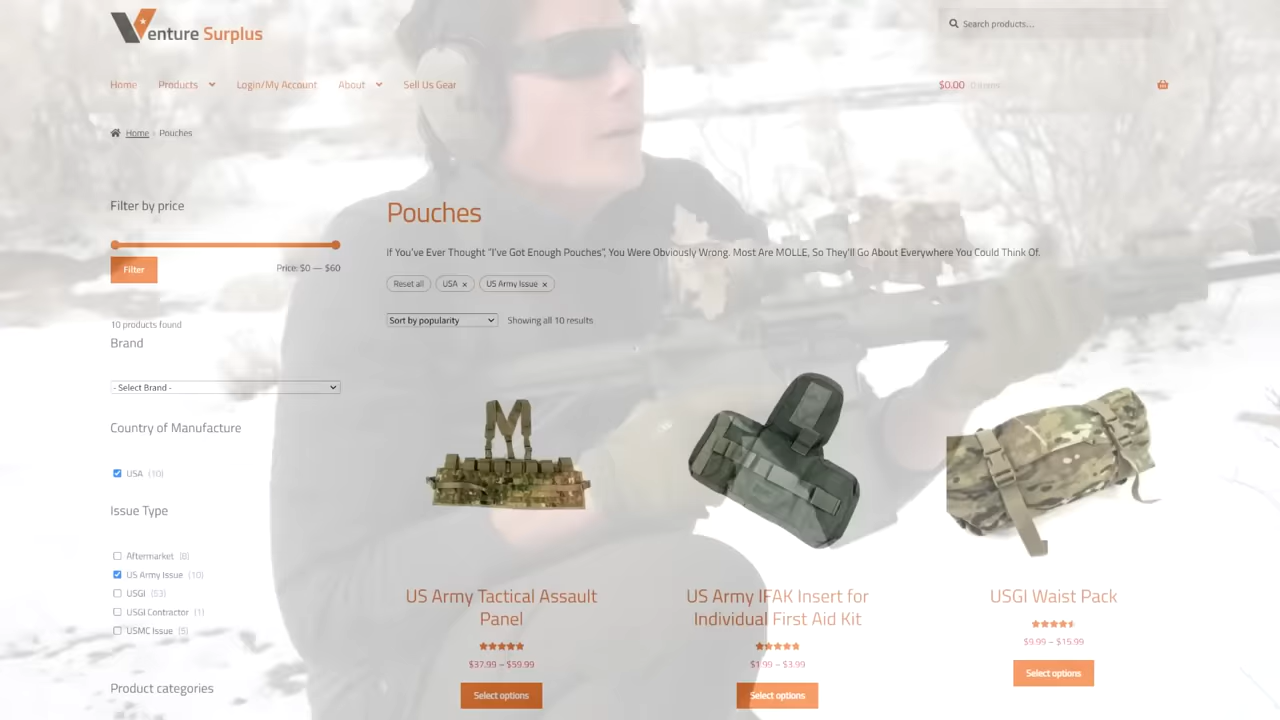 Venture Surplus
Search products...
Home Products Login/My Account About Sell Us Gear
$0.00 0 items
Home Pouches
Filter by price
Filter
Price: $0 — $60
10 products found
Brand
- Select Brand -
Country of Manufacture
USA (10)
Issue Type
Aftermarket (8)
US Army Issue (10)
USGI (53)
USGI Contractor (1)
USMC Issue (5)
Product categories
Pouches
If You've Ever Thought "I've Got Enough Pouches", You Were Obviously Wrong. Most Are MOLLE, So They'll Go About Everywhere You Could Think Of.
Reset all USA × US Army Issue ×
Sort by popularity Showing all 10 results
US Army Tactical Assault
Panel
$37.99 – $59.99
Select options
US Army IFAK Insert for
Individual First Aid Kit
$1.99 – $3.99
Select options
USGI Waist Pack
$9.99 – $15.99
Select options